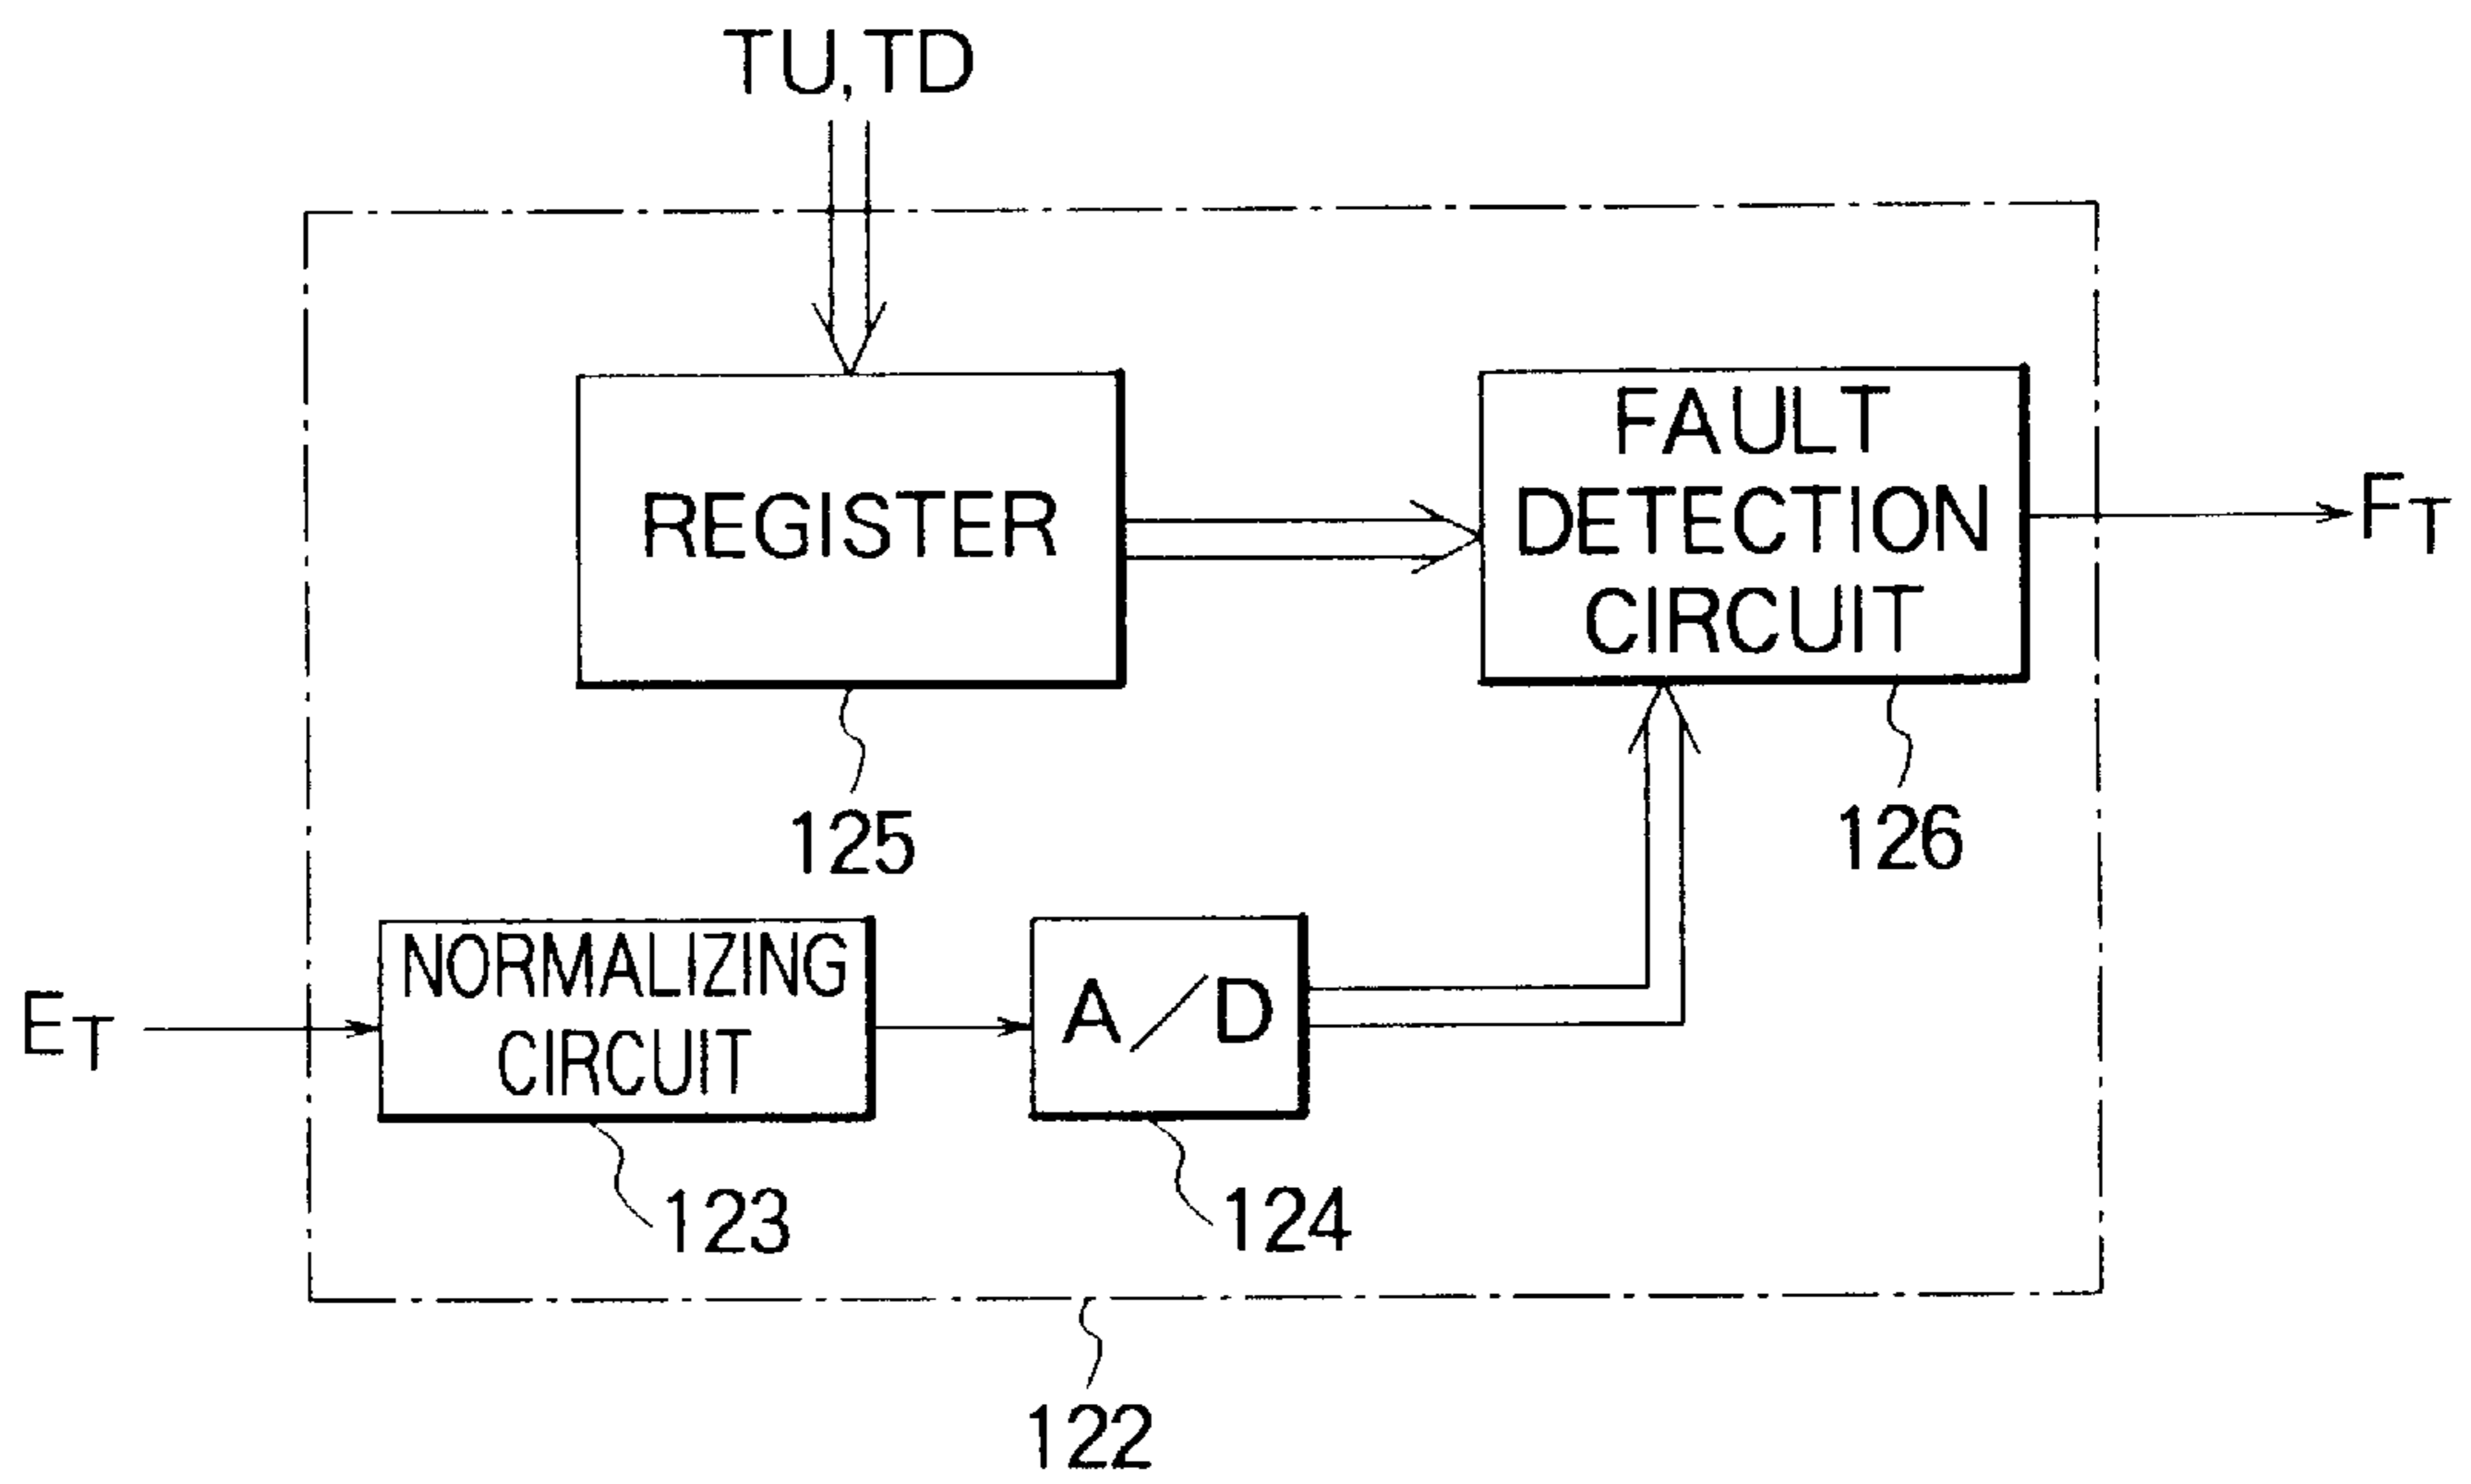 TU,TD
REGISTER
FAULT
DETECTION
CIRCUIT
FT
125
126
NORMALIZING
CIRCUIT
A/D
ET
123
124
122